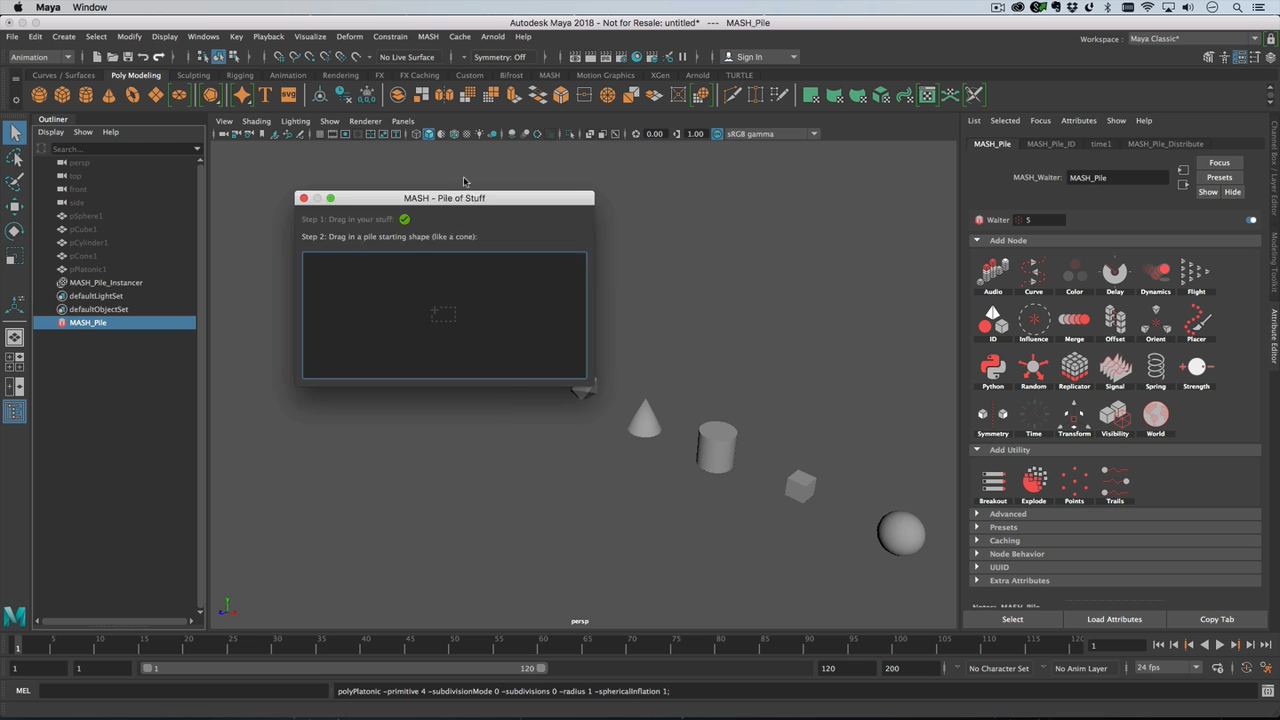 Maya Window
Autodesk Maya 2018 - Not for Resale: untitled* --- MASH_Pile
File Edit Create Select Modify Display Windows Key Playback Visualize Deform Constrain MASH Cache Arnold Help
Workspace : Maya Classic*
Animation No Live Surface Symmetry: Off Sign In
Curves / Surfaces Poly Modeling Sculpting Rigging Animation Rendering FX FX Caching Custom Bifrost MASH Motion Graphics XGen Arnold TURTLE
Outliner
Display Show Help
Search...
persp
top
front
side
pSphere1
pCube1
pCylinder1
pCone1
pPlatonic1
MASH_Pile_Instancer
defaultLightSet
defaultObjectSet
MASH_Pile
View Shading Lighting Show Renderer Panels
0.00 1.00 sRGB gamma
MASH - Pile of Stuff
Step 1: Drag in your stuff:
Step 2: Drag in a pile starting shape (like a cone):
persp
List Selected Focus Attributes Show Help
MASH_Pile MASH_Pile_ID time1 MASH_Pile_Distribute
MASH_Waiter: MASH_Pile
Focus
Presets
Show Hide
Waiter 5
Add Node
Audio Curve Color Delay Dynamics Flight
ID Influence Merge Offset Orient Placer
Python Random Replicator Signal Spring Strength
Symmetry Time Transform Visibility World
Add Utility
Breakout Explode Points Trails
Advanced
Presets
Caching
Node Behavior
UUID
Extra Attributes
Notes: MASH_Pile
Select Load Attributes Copy Tab
Channel Box / Layer Editor
Modeling Toolkit
Attribute Editor
1 5 10 15 20 25 30 35 40 45 50 55 60 65 70 75 80 85 90 95 100 105 110 115 120 1
1 1 1 120 120 200 No Character Set No Anim Layer 24 fps
MEL polyPlatonic -primitive 4 -subdivisionMode 0 -subdivisions 0 -radius 1 -sphericalInflation 1;